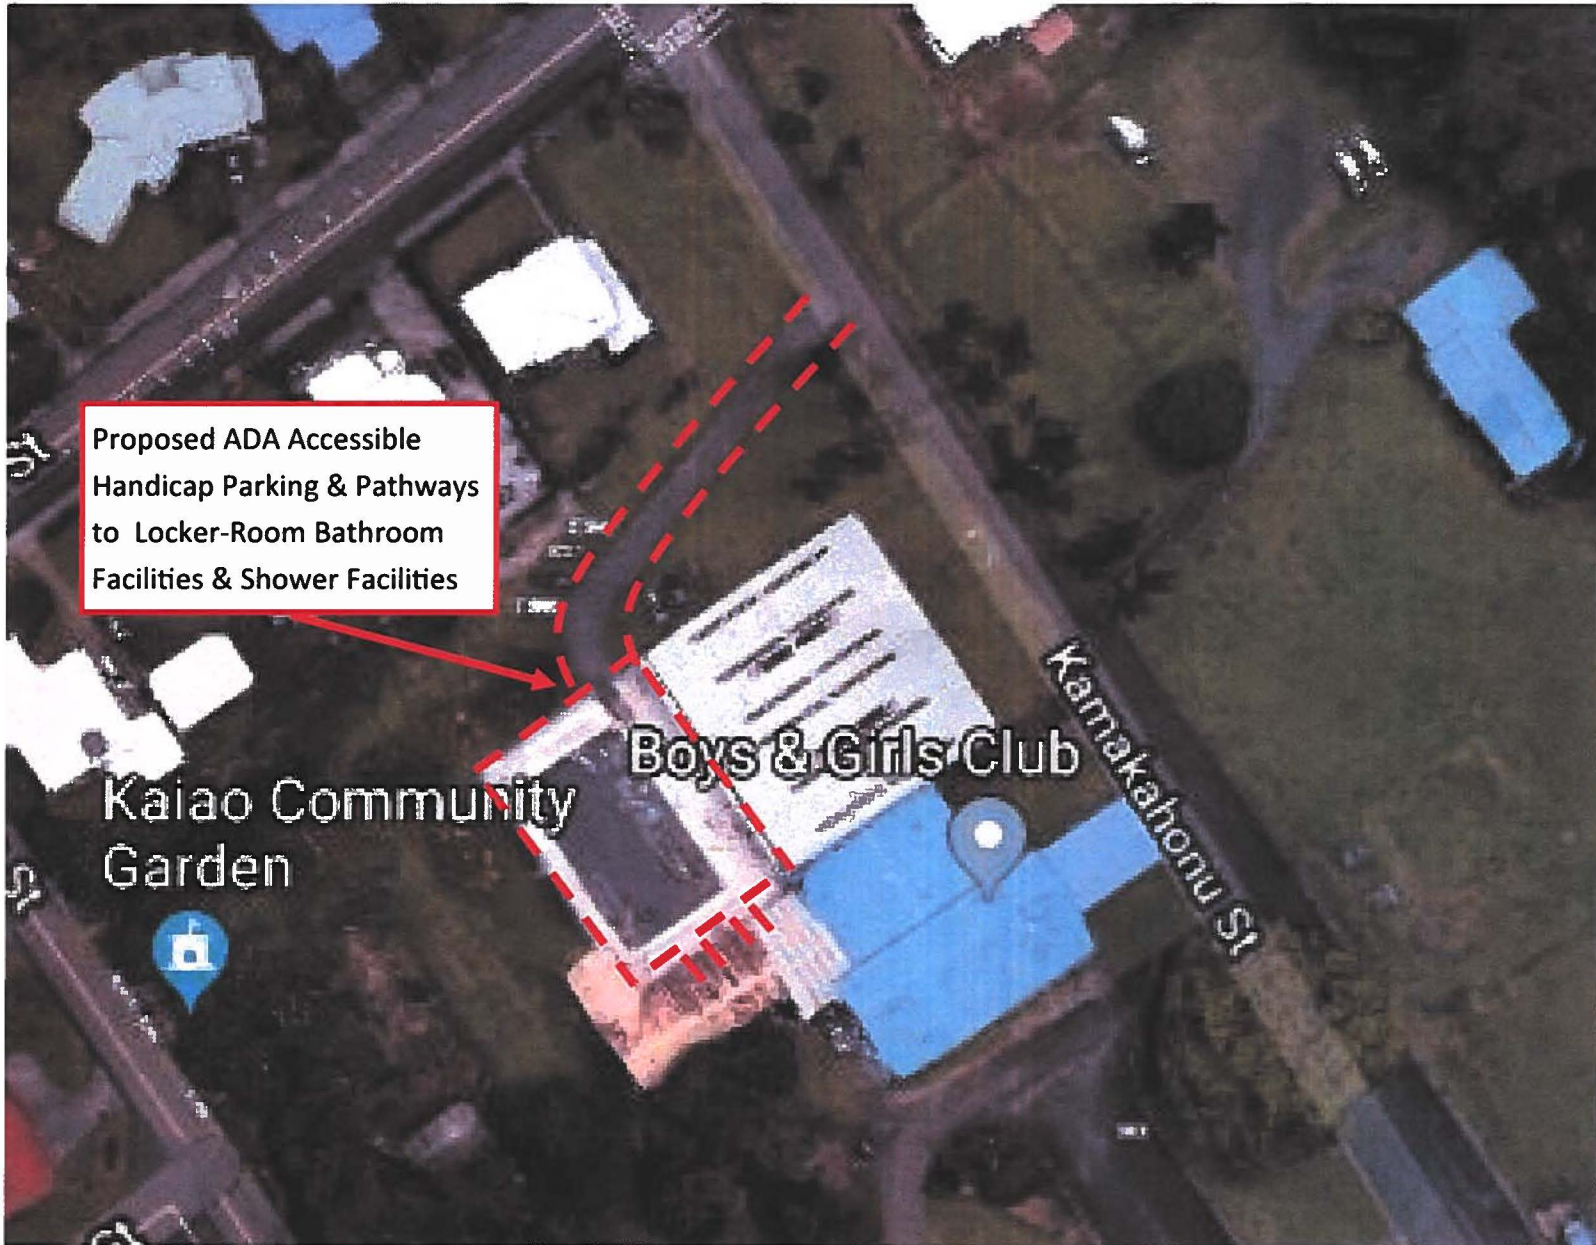 Proposed ADA Accessible
Handicap Parking & Pathways
to Locker-Room Bathroom
Facilities & Shower Facilities
Boys & Girls Club
Kamakahonu St
Kaiao Community
Garden
St